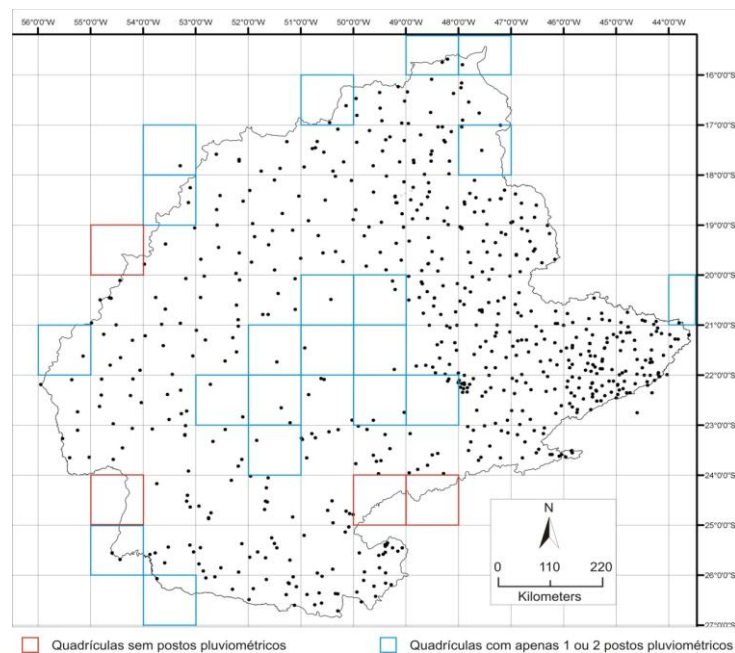 56°0'0"W 55°0'0"W 54°0'0"W 53°0'0"W 52°0'0"W 51°0'0"W 50°0'0"W 49°0'0"W 48°0'0"W 47°0'0"W 46°0'0"W 45°0'0"W 44°0'0"W
16°0'0"S
17°0'0"S
18°0'0"S
19°0'0"S
20°0'0"S
21°0'0"S
22°0'0"S
23°0'0"S
24°0'0"S
25°0'0"S
26°0'0"S
27°0'0"S
N
0 110 220
Kilometers
Quadrículas sem postos pluviométricos Quadrículas com apenas 1 ou 2 postos pluviométricos